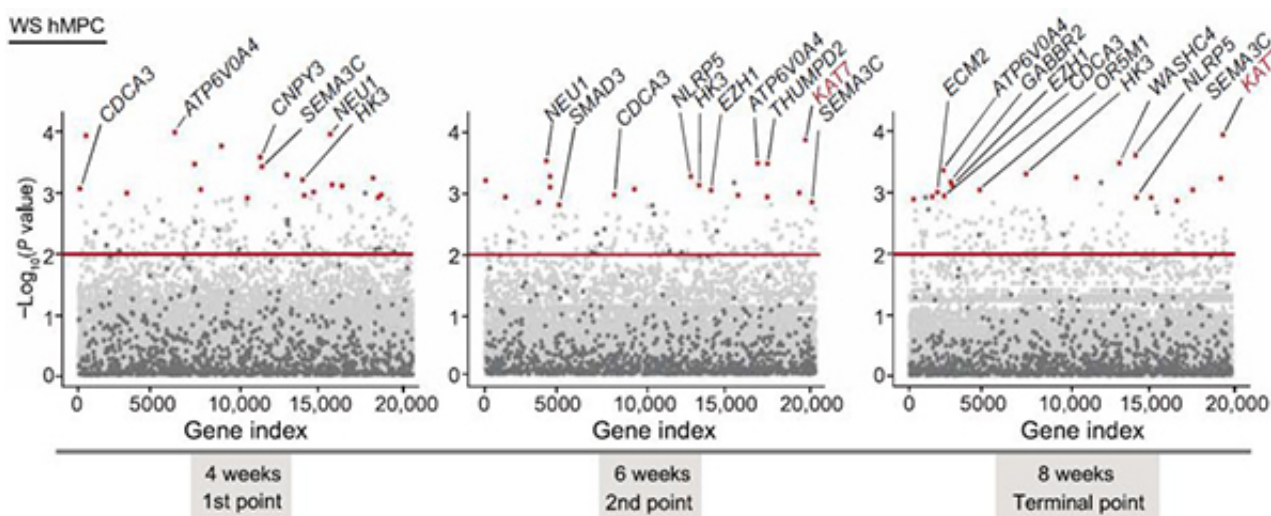 WS hMPC
CDCA3
ATP6V0A4
CNPY3
SEMA3C
NEU1
HK3
NEU1
SMAD3
CDCA3
NLRP5
HK3
EZH1
ATP6V0A4
THUMPD2
KAT7
SEMA3C
ECM2
ATP6V0A4
GABBR2
EZH1
CDCA3
OR5M1
HK3
WASHC4
NLRP5
SEMA3C
KAT7
–Log10(P value)
4
3
2
1
0
4
3
2
1
0
4
3
2
1
0
0 5000 10,000 15,000 20,000
0 5000 10,000 15,000 20,000
0 5000 10,000 15,000 20,000
Gene index
Gene index
Gene index
4 weeks
1st point
6 weeks
2nd point
8 weeks
Terminal point